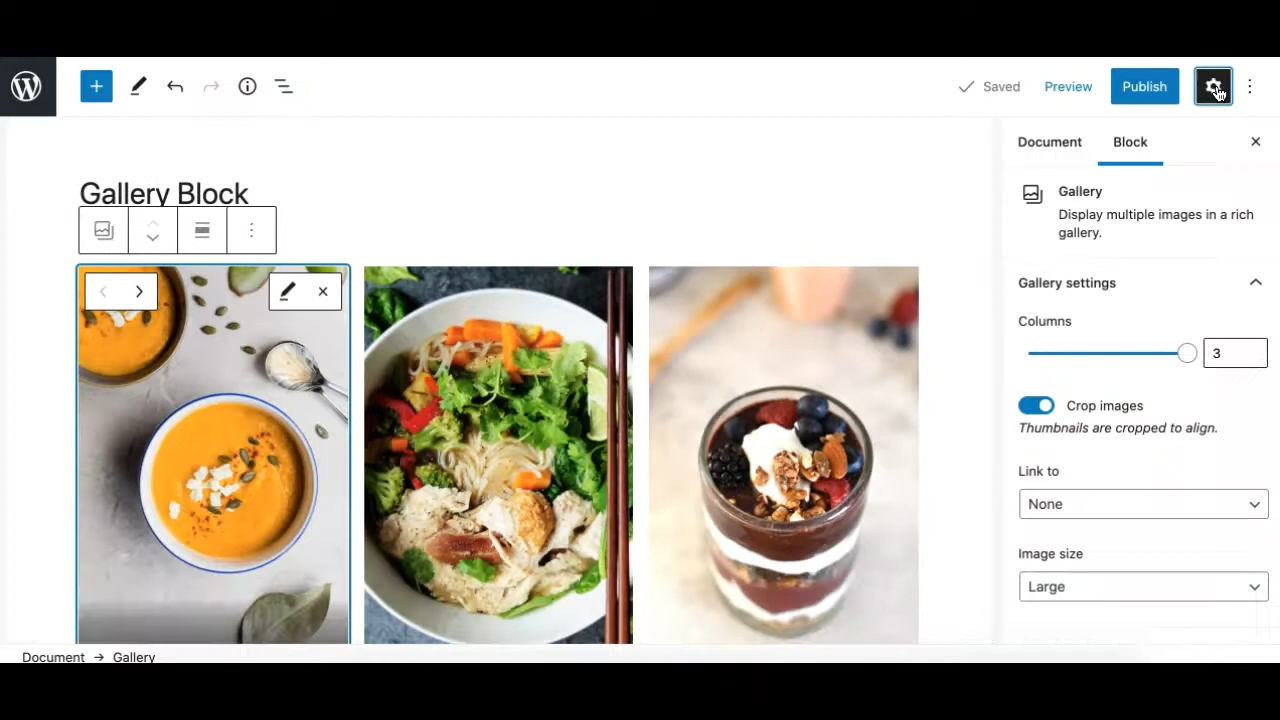 Saved Preview Publish
Document Block
Gallery Block
Gallery
Display multiple images in a rich
gallery.
Gallery settings
Columns
3
Crop images
Thumbnails are cropped to align.
Link to
None
Image size
Large
Document → Gallery